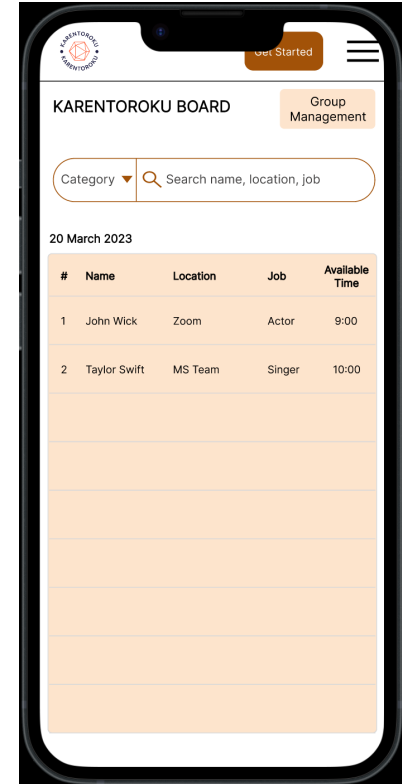 KARENTOROKU
KARENTOROKU
Get Started
KARENTOROKU BOARD
Group
Management
Category
Search name, location, job
20 March 2023
# Name Location Job Available Time
1 John Wick Zoom Actor 9:00
2 Taylor Swift MS Team Singer 10:00